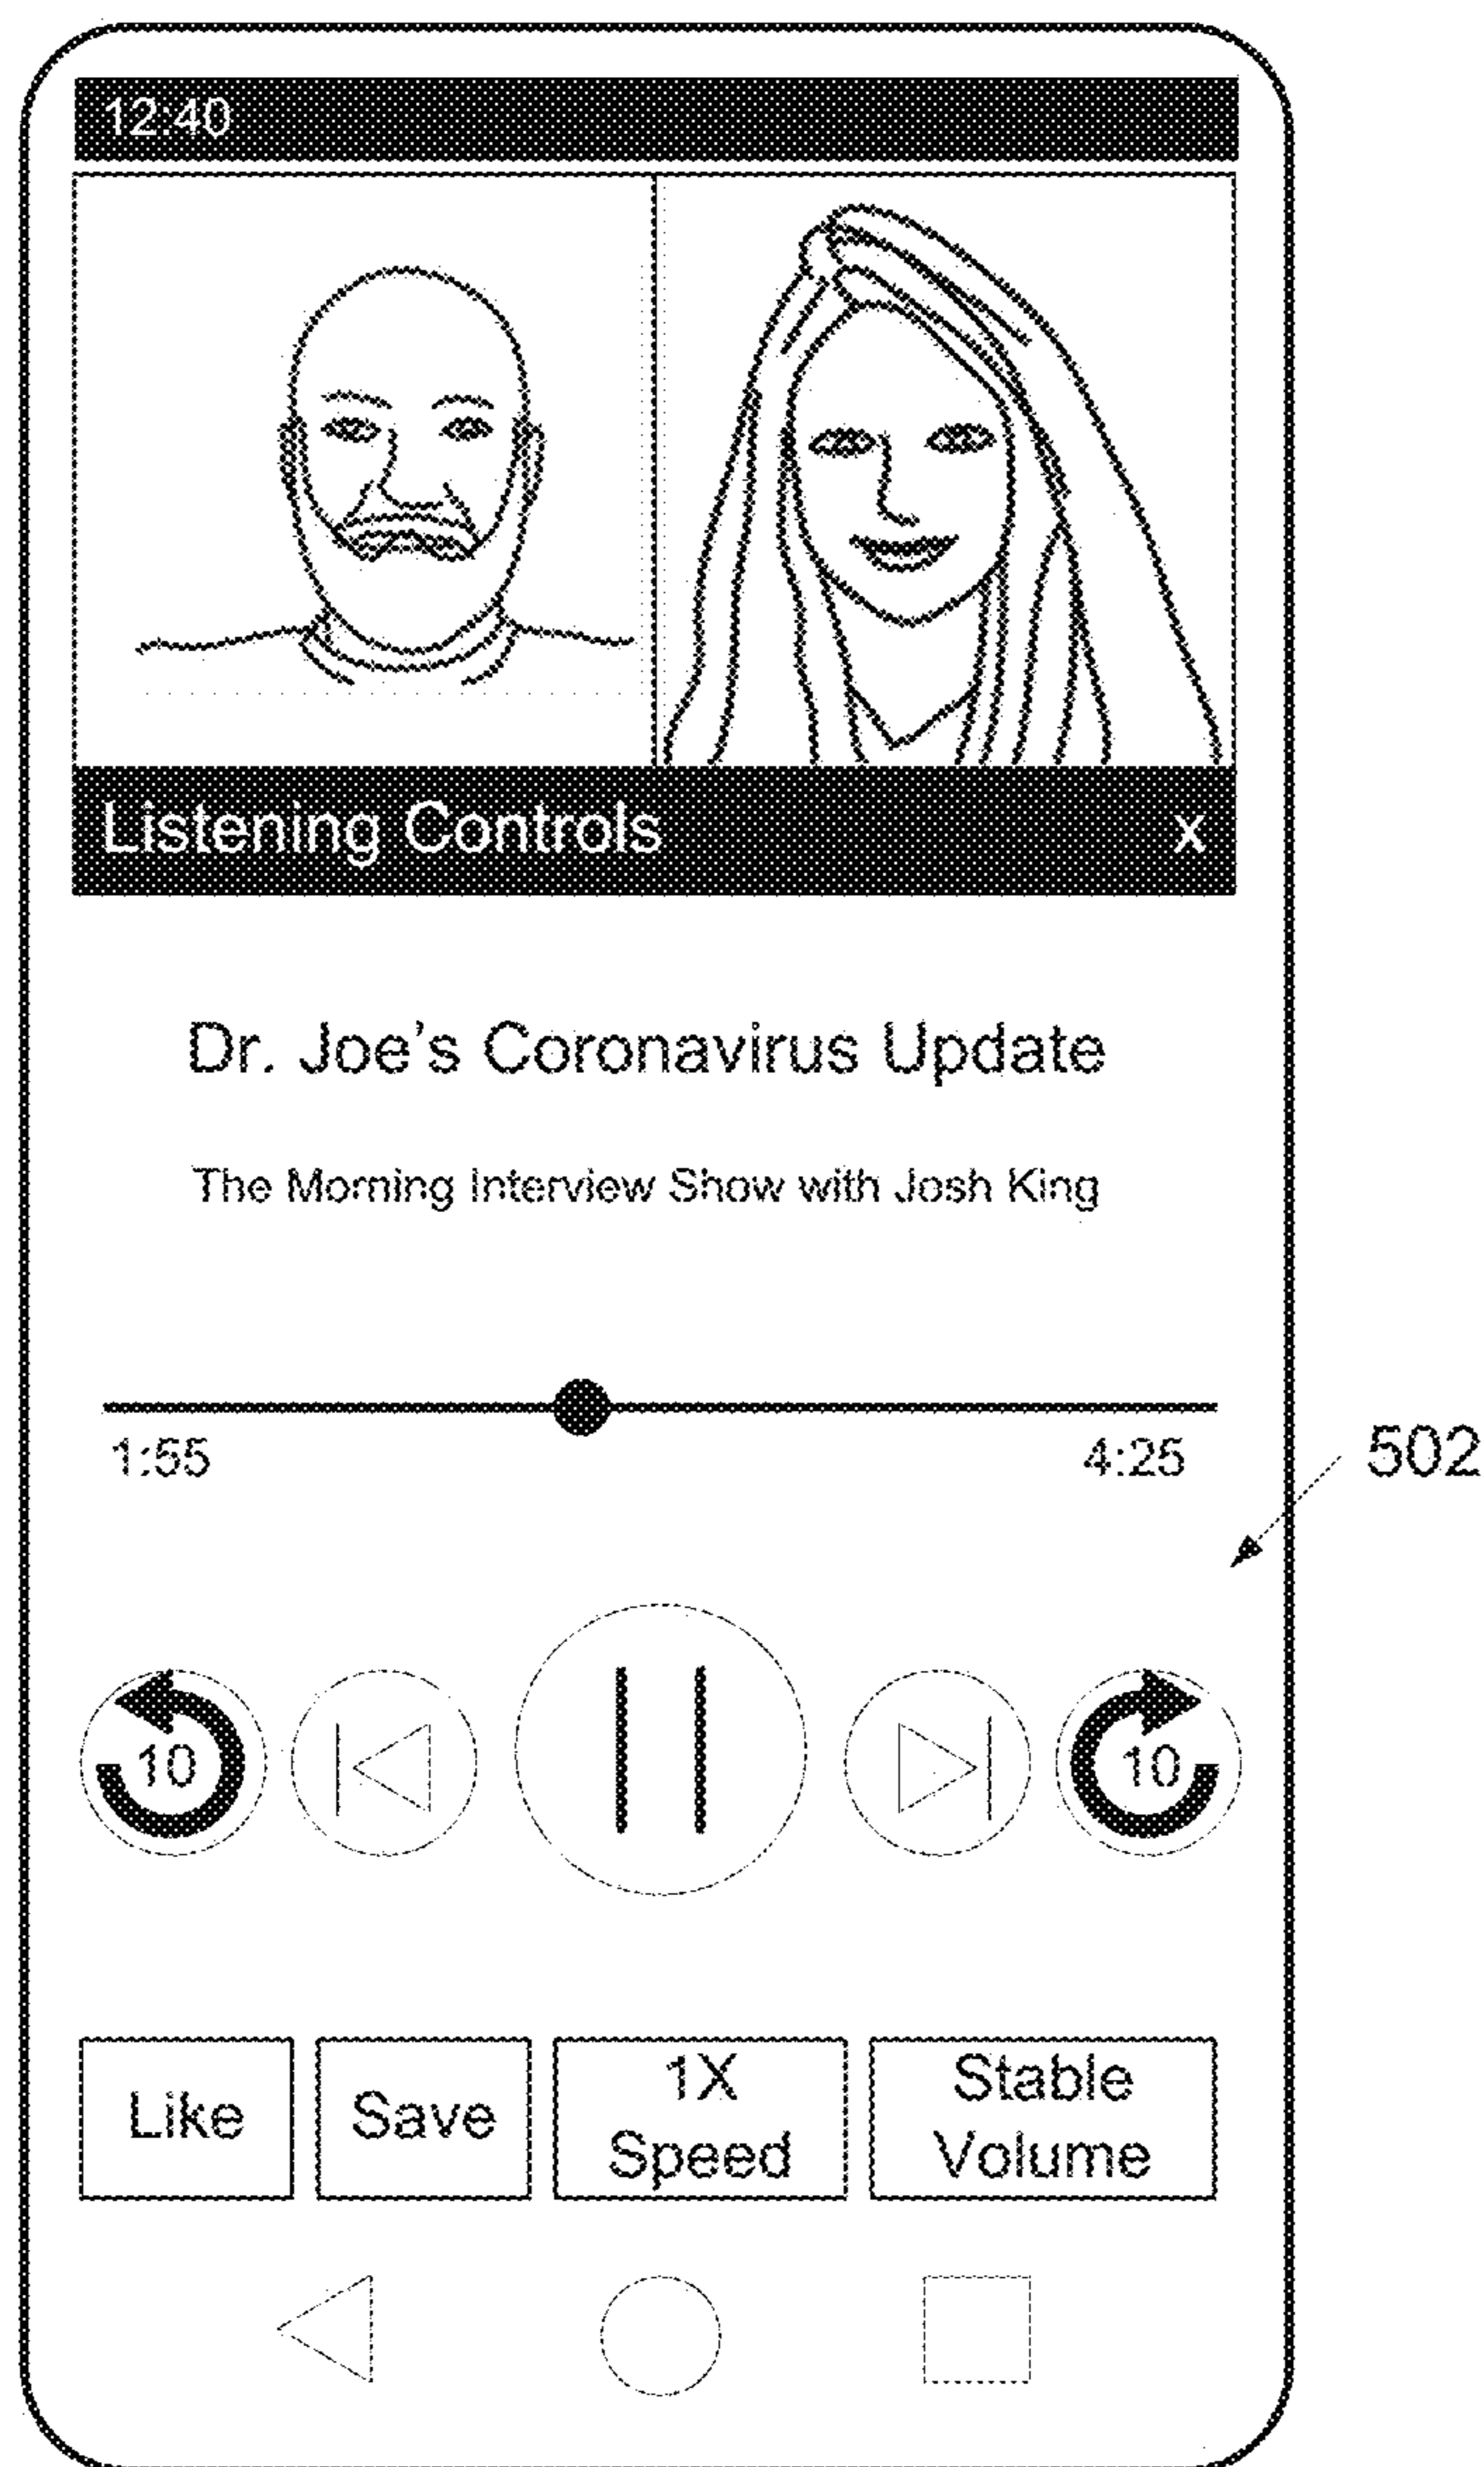 12:40
Listening Controls X
Dr. Joe's Coronavirus Update
The Morning Interview Show with Josh King
1:55 4:25
502
10 10
Like Save 1X Speed Stable Volume